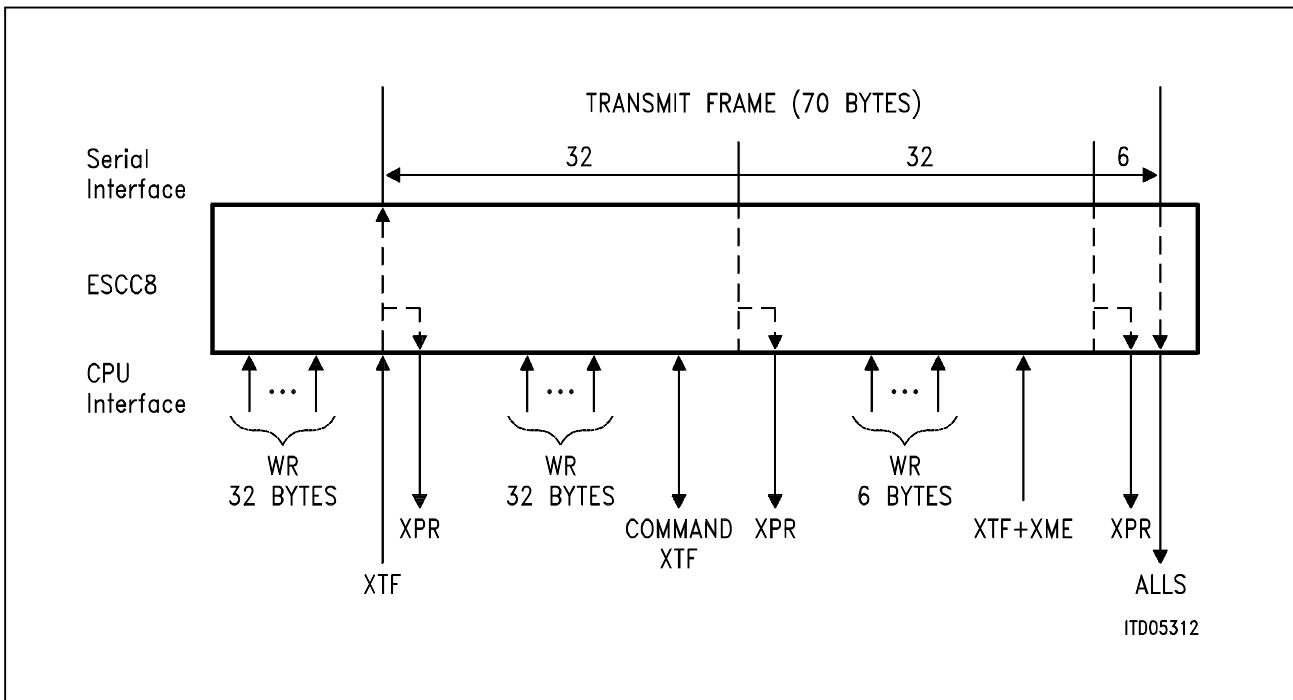 TRANSMIT FRAME (70 BYTES)
32
32
6
Serial
Interface
ESCC8
CPU
Interface
...
...
...
WR
32 BYTES
WR
32 BYTES
WR
6 BYTES
XPR
COMMAND
XTF
XPR
XTF+XME
XPR
XTF
ALLS
ITD05312